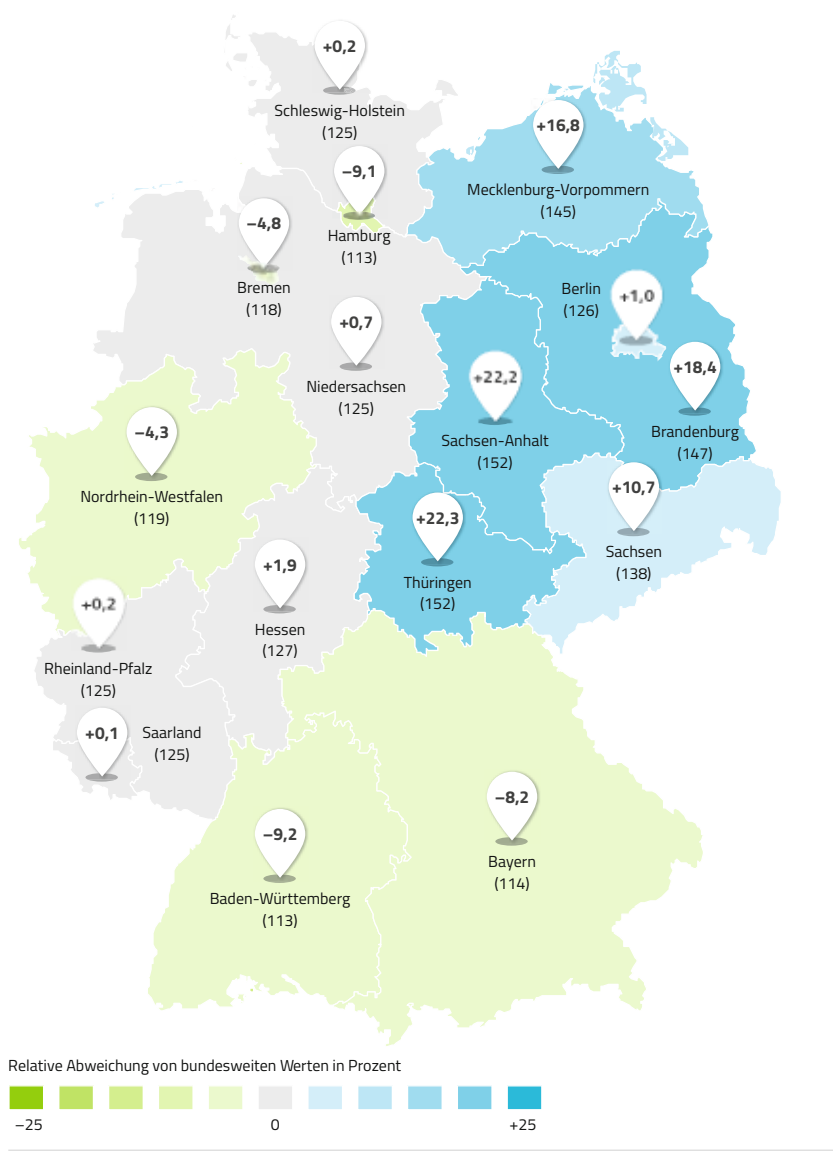 +0,2
Schleswig-Holstein
(125)
+16,8
Mecklenburg-Vorpommern
(145)
–9,1
Hamburg
(113)
–4,8
Bremen
(118)
Berlin
(126)
+1,0
+0,7
Niedersachsen
(125)
+22,2
Sachsen-Anhalt
(152)
+18,4
Brandenburg
(147)
–4,3
Nordrhein-Westfalen
(119)
+10,7
Sachsen
(138)
+22,3
Thüringen
(152)
+1,9
Hessen
(127)
+0,2
Rheinland-Pfalz
(125)
+0,1
Saarland
(125)
–8,2
Bayern
(114)
–9,2
Baden-Württemberg
(113)
Relative Abweichung von bundesweiten Werten in Prozent
–25 0 +25